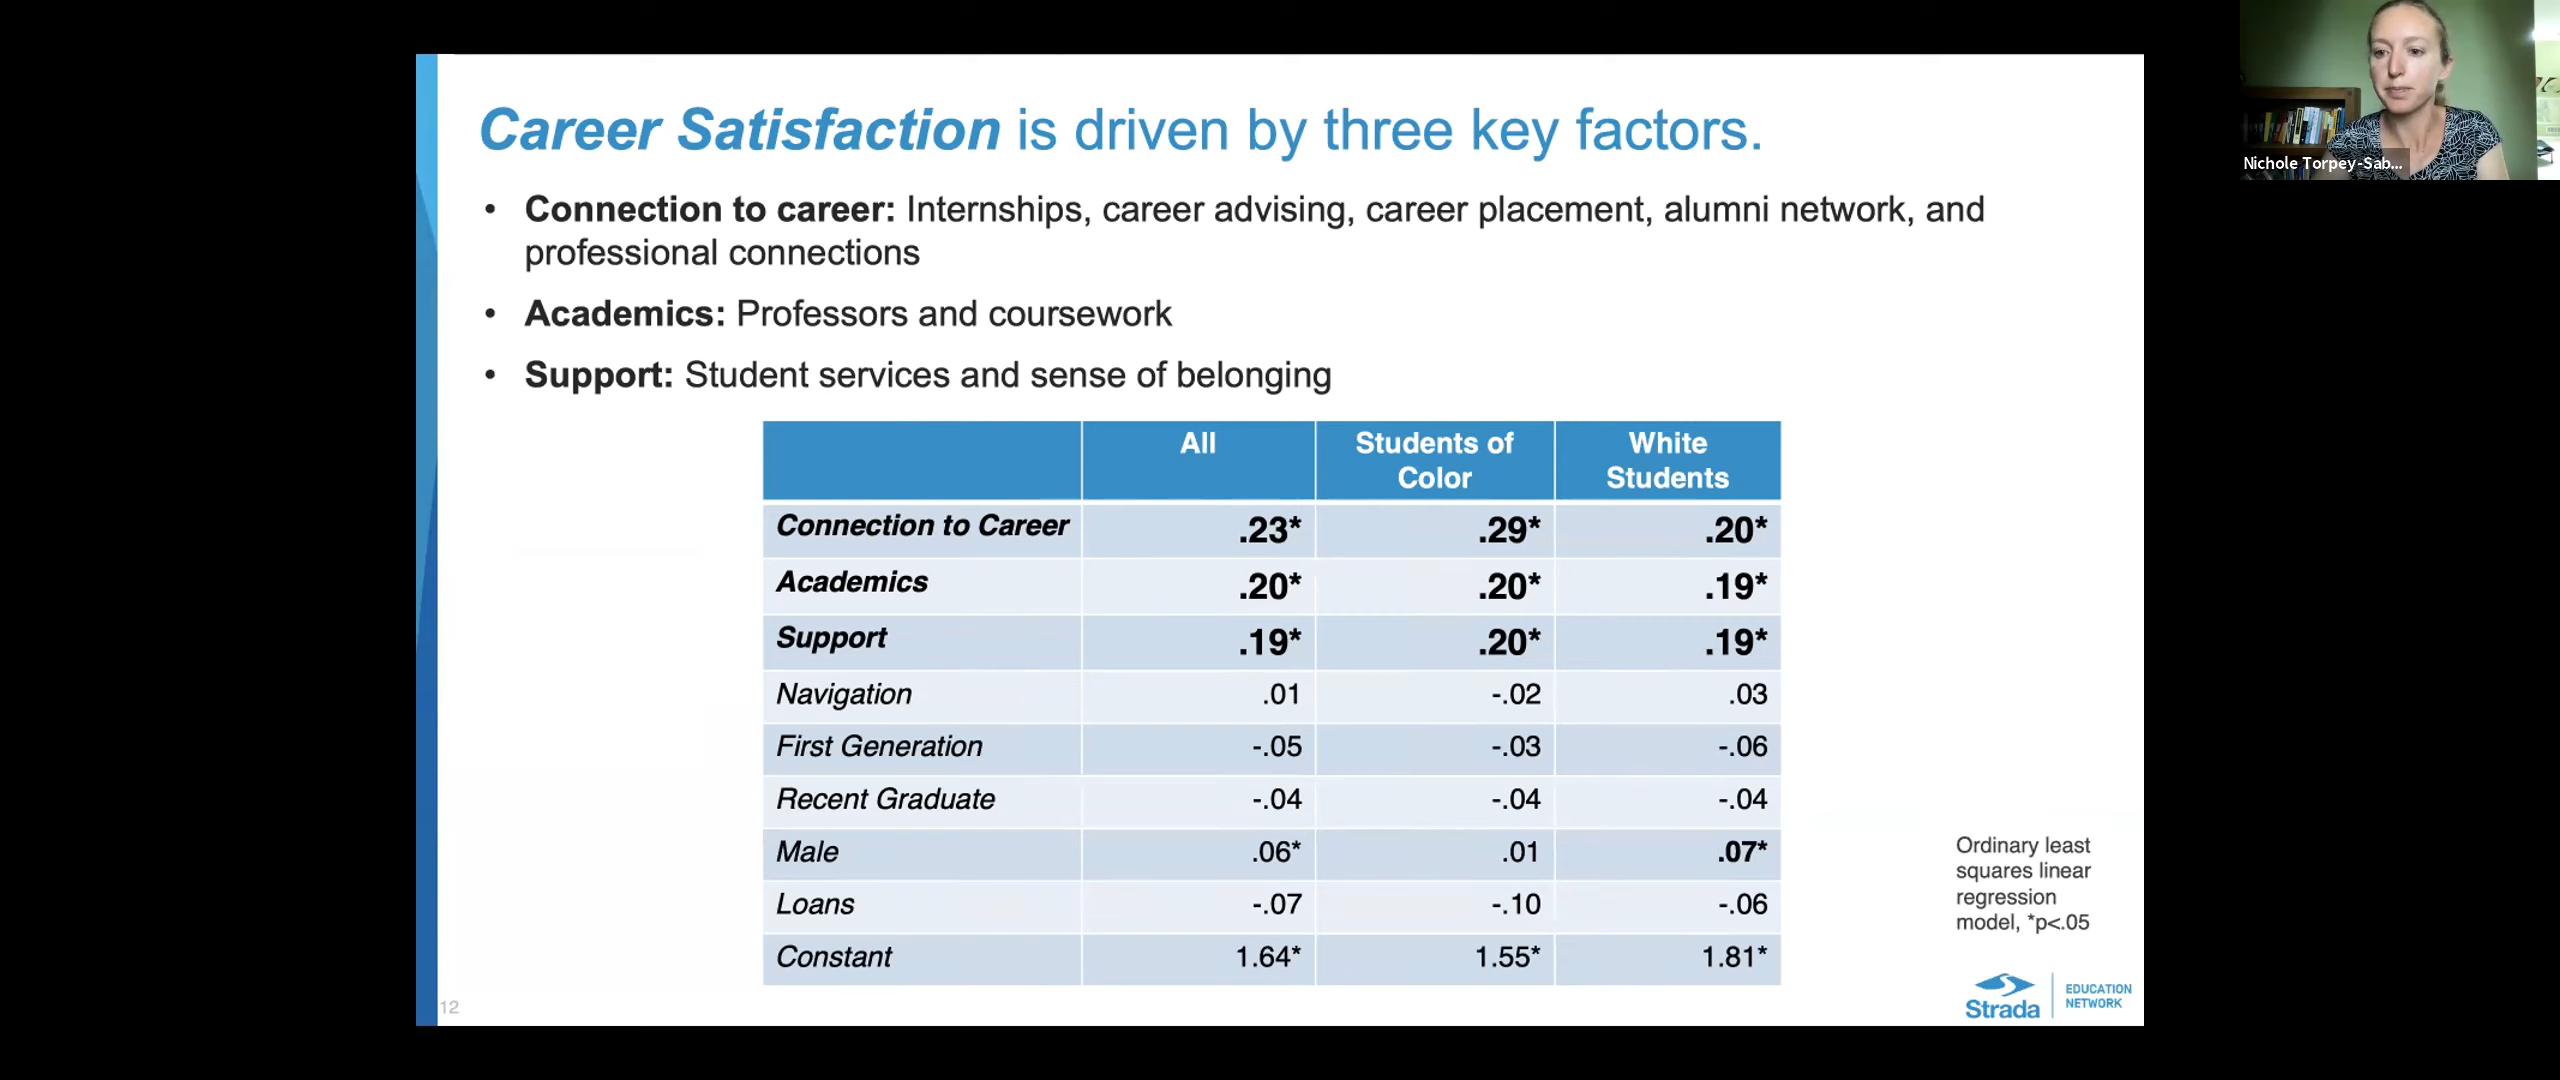 Career Satisfaction is driven by three key factors.
• Connection to career: Internships, career advising, career placement, alumni network, and
professional connections
• Academics: Professors and coursework
• Support: Student services and sense of belonging
All Students of Color White Students
Connection to Career .23* .29* .20*
Academics .20* .20* .19*
Support .19* .20* .19*
Navigation .01 -.02 .03
First Generation -.05 -.03 -.06
Recent Graduate -.04 -.04 -.04
Male .06* .01 .07*
Loans -.07 -.10 -.06
Constant 1.64* 1.55* 1.81*
Ordinary least
squares linear
regression
model, *p<.05
12
Strada
EDUCATION
NETWORK
Nichole Torpey-Sab...